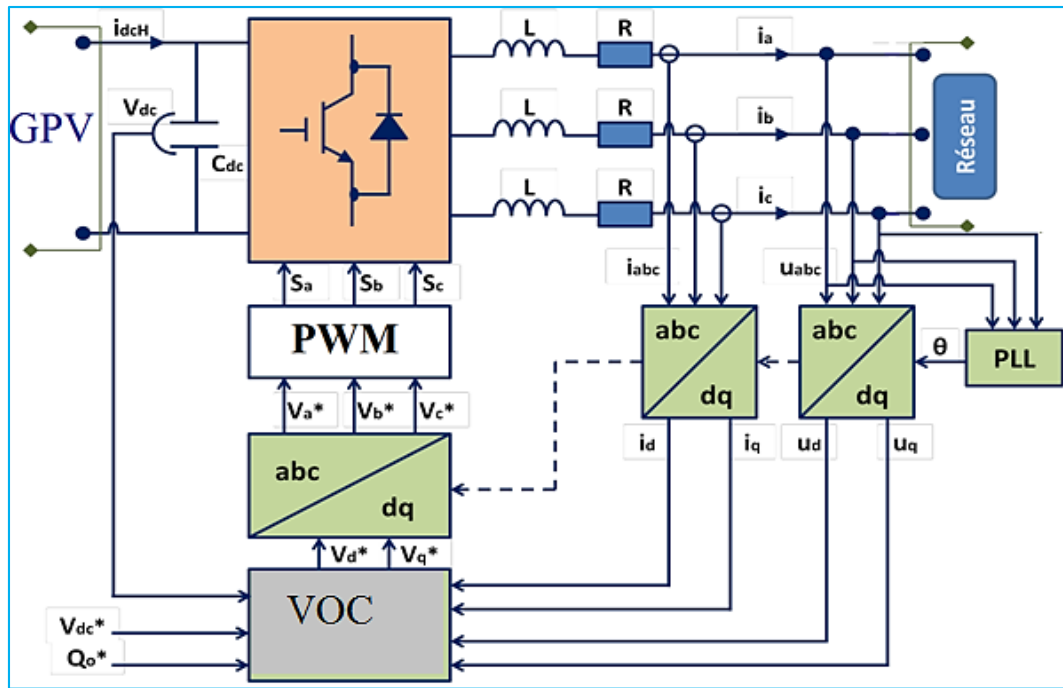 idcH
L
R
ia
Vdc
GPV
Cdc
L
R
ib
Réseau
L
R
ic
Sa
Sb
Sc
iabc
uabc
PWM
abc
dq
abc
dq
θ
PLL
Va*
Vb*
Vc*
id
iq
ud
uq
abc
dq
Vd*
Vq*
VOC
Vdc*
Qo*